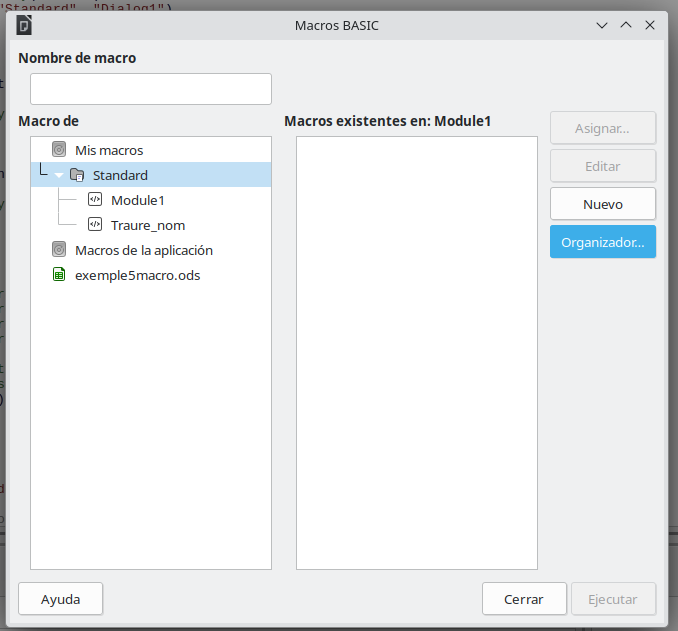 "Standard", "Dialog1")
Macros BASIC
Nombre de macro
Macro de
Macros existentes en: Module1
Mis macros
Standard
Module1
Traure_nom
Macros de la aplicación
exemple5macro.ods
Asignar...
Editar
Nuevo
Organizador...
Ayuda
Cerrar
Ejecutar